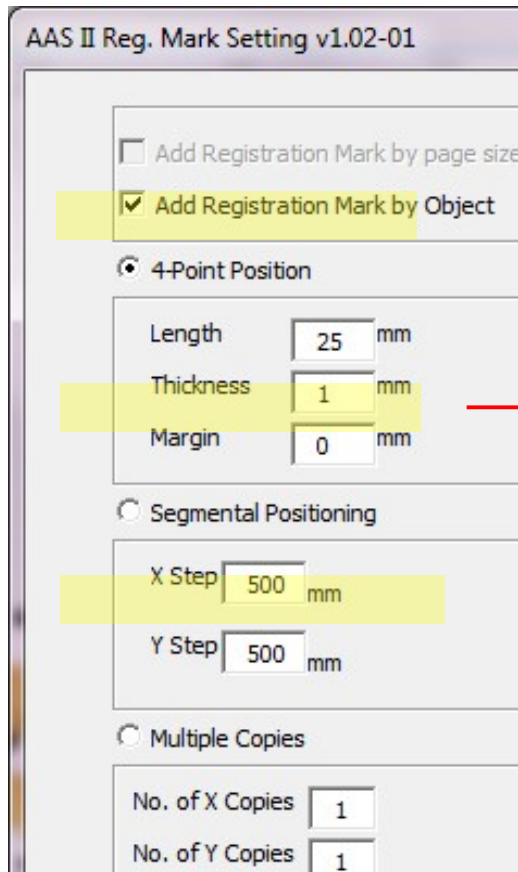 AAS II Reg. Mark Setting v1.02-01
Add Registration Mark by page size
Add Registration Mark by Object
4-Point Position
Length 25 mm
Thickness 1 mm
Margin 0 mm
Segmental Positioning
X Step 500 mm
Y Step 500 mm
Multiple Copies
No. of X Copies 1
No. of Y Copies 1